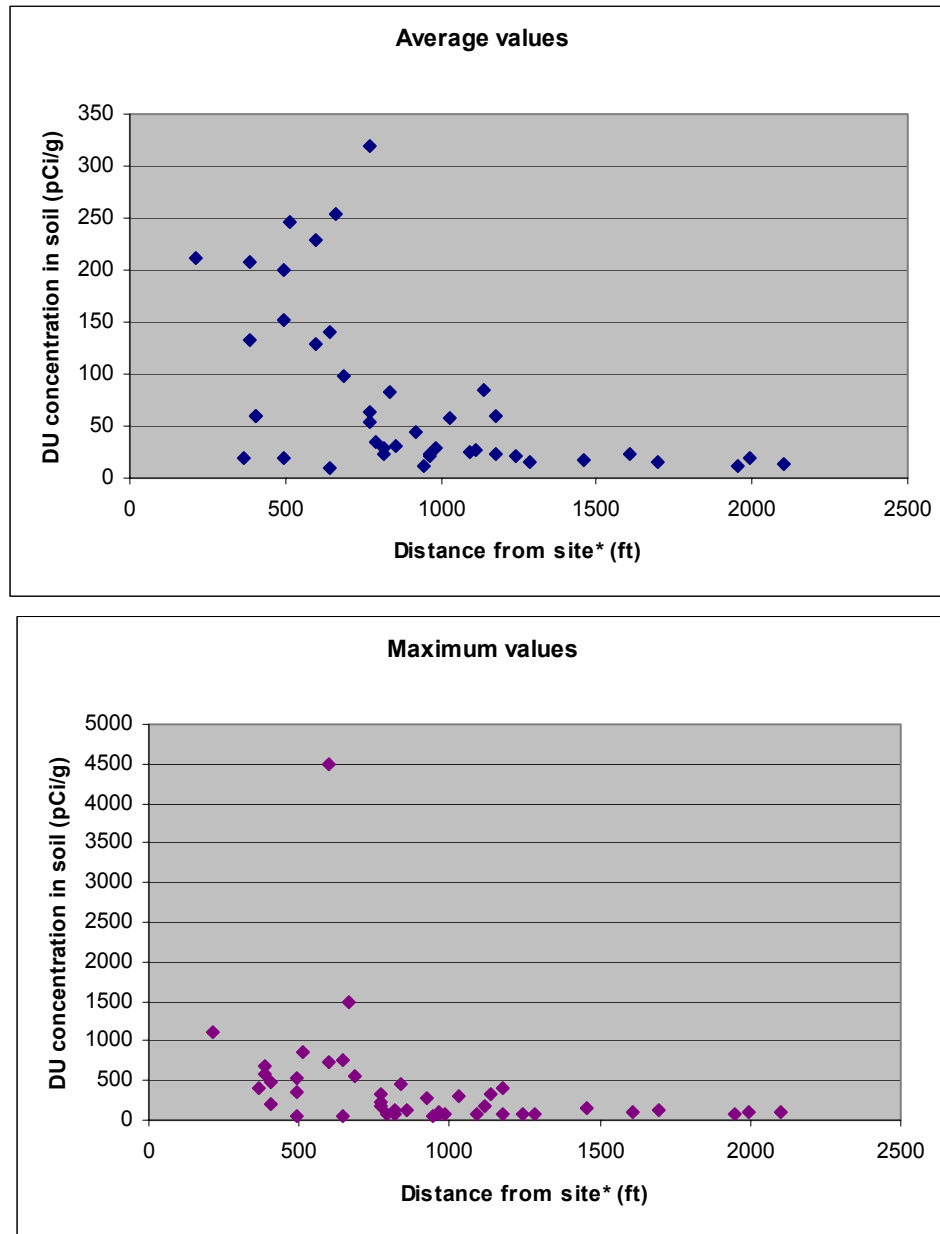 Average values
350
300
250
200
150
100
50
0
0 500 1000 1500 2000 2500
DU concentration in soil (pCi/g)
Distance from site* (ft)
Maximum values
5000
4500
4000
3500
3000
2500
2000
1500
1000
500
0
0 500 1000 1500 2000 2500
DU concentration in soil (pCi/g)
Distance from site* (ft)